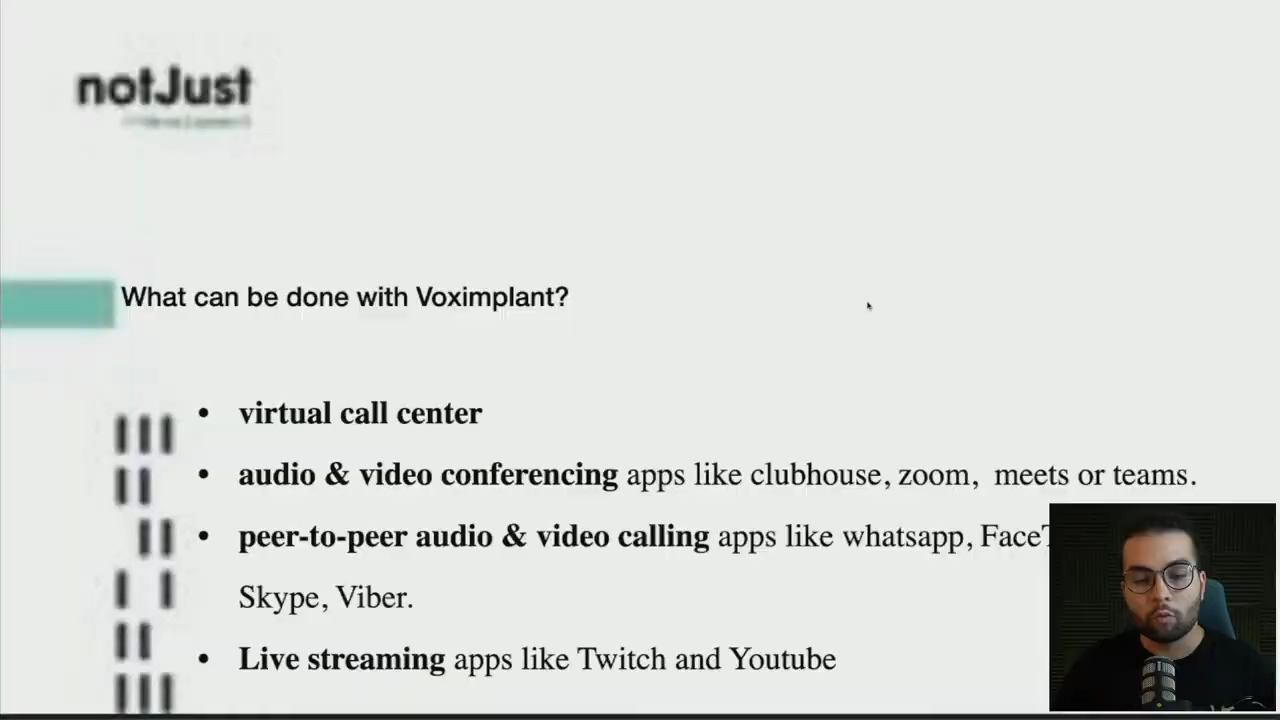 notJust
What can be done with Voximplant?
• virtual call center
• audio & video conferencing apps like clubhouse, zoom, meets or teams.
• peer-to-peer audio & video calling apps like whatsapp,
Skype, Viber.
• Live streaming apps like Twitch and Youtube